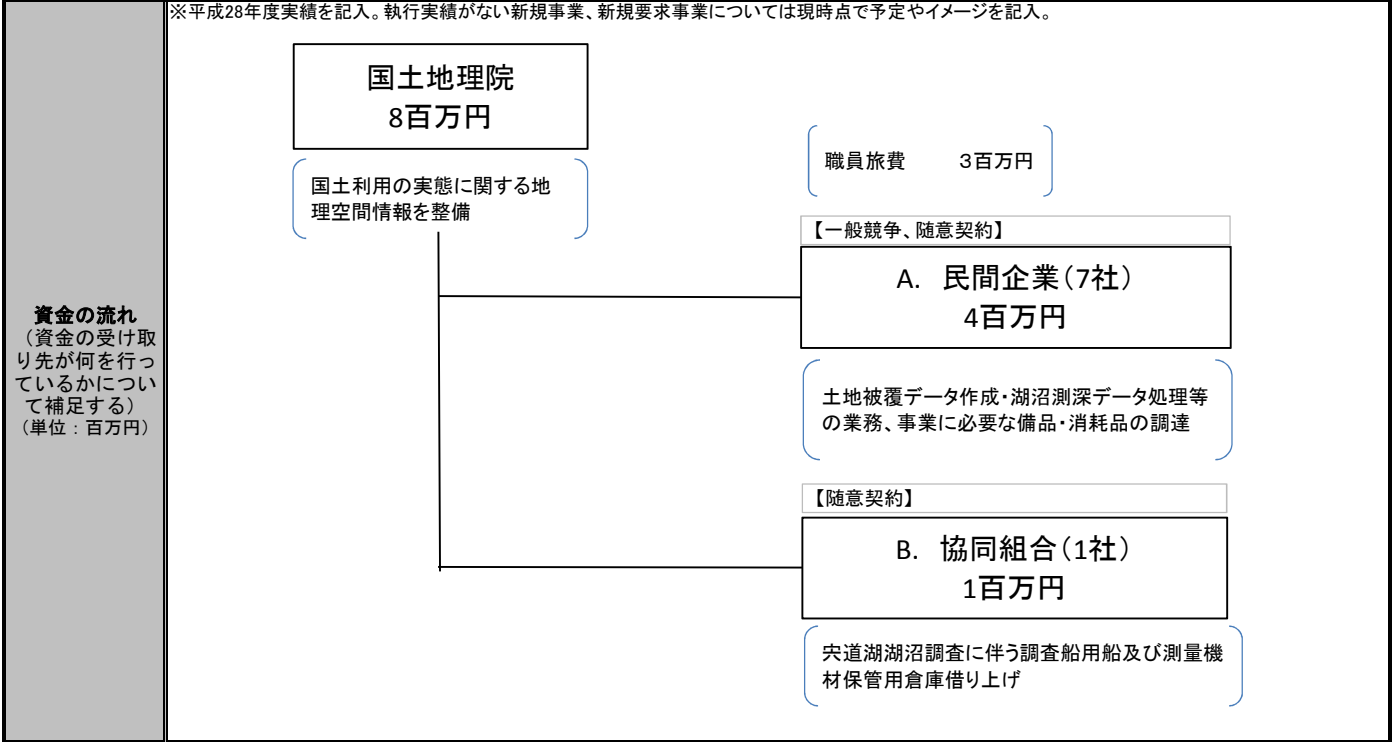 ※平成28年度実績を記入。執行実績がない新規事業、新規要求事業については現時点で予定やイメージを記入。
資金の流れ
（資金の受け取
り先が何を行っ
ているかについ
て補足する）
（単位：百万円）
国土地理院
8百万円
国土利用の実態に関する地
理空間情報を整備
職員旅費　　3百万円
【一般競争、随意契約】
A. 民間企業（7社）
4百万円
土地被覆データ作成・湖沼測深データ処理等
の業務、事業に必要な備品・消耗品の調達
【随意契約】
B. 協同組合（1社）
1百万円
宍道湖湖沼調査に伴う調査船用船及び測量機
材保管用倉庫借り上げ